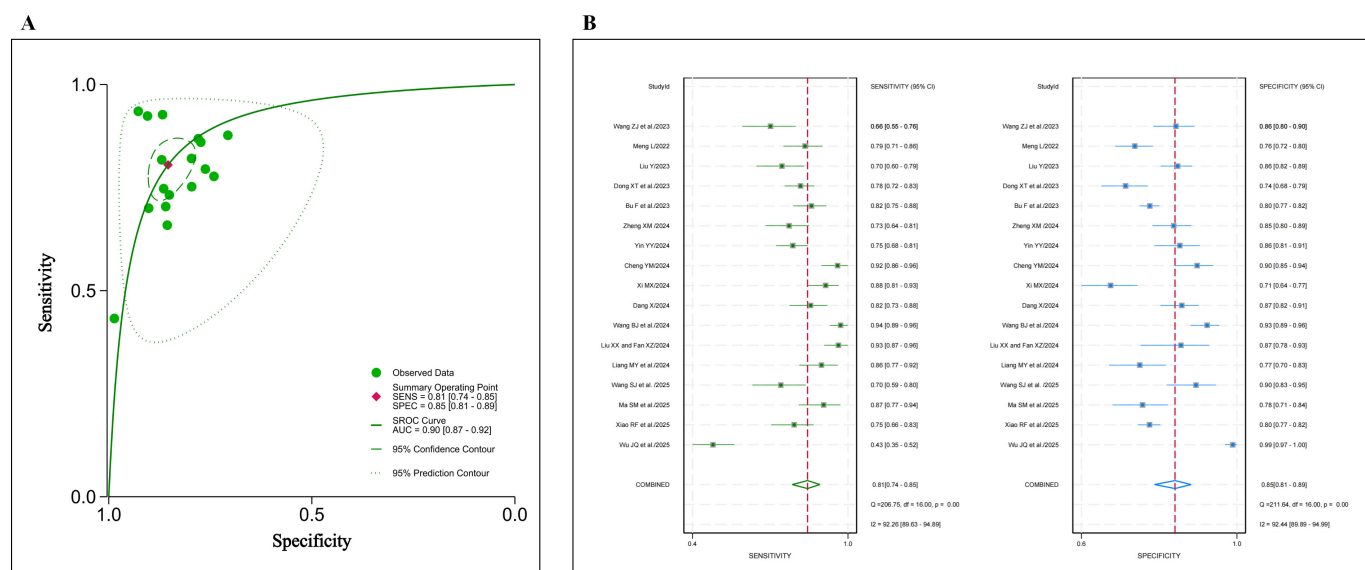 A
B
1.0
0.5
0.0
Sensitivity
1.0
0.5
0.0
Specificity
Observed Data
Summary Operating Point
SENS = 0.81 [0.74 - 0.85]
SPEC = 0.85 [0.81 - 0.89]
SROC Curve
AUC = 0.90 [0.87 - 0.92]
95% Confidence Contour
95% Prediction Contour
StudyId SENSITIVITY (95% CI)
Wang ZJ et al./2023 0.66 [0.55 - 0.76]
Meng L/2022 0.79 [0.71 - 0.86]
Liu Y/2023 0.70 [0.60 - 0.79]
Dong XT et al./2023 0.78 [0.72 - 0.83]
Bu F et al./2023 0.82 [0.75 - 0.88]
Zheng XM /2024 0.73 [0.64 - 0.81]
Yin YY/2024 0.75 [0.68 - 0.81]
Cheng YM/2024 0.92 [0.86 - 0.96]
Xi MX/2024 0.88 [0.81 - 0.93]
Dang X/2024 0.82 [0.73 - 0.88]
Wang BJ et al./2024 0.94 [0.89 - 0.96]
Liu XX and Fan XZ/2024 0.93 [0.87 - 0.96]
Liang MY et al./2024 0.86 [0.77 - 0.92]
Wang SJ et al./2025 0.70 [0.59 - 0.80]
Ma SM et al./2025 0.87 [0.77 - 0.94]
Xiao RF et al./2025 0.75 [0.66 - 0.83]
Wu JQ et al./2025 0.43 [0.35 - 0.52]
COMBINED 0.81[0.74 - 0.85]
Q =206.75, df = 16.00, p = 0.00
I2 = 92.26 [89.63 - 94.89]
0.4 1.0
SENSITIVITY
StudyId SPECIFICITY (95% CI)
Wang ZJ et al./2023 0.86 [0.80 - 0.90]
Meng L/2022 0.76 [0.72 - 0.80]
Liu Y/2023 0.86 [0.82 - 0.89]
Dong XT et al./2023 0.74 [0.68 - 0.79]
Bu F et al./2023 0.80 [0.77 - 0.82]
Zheng XM /2024 0.85 [0.80 - 0.89]
Yin YY/2024 0.86 [0.81 - 0.91]
Cheng YM/2024 0.90 [0.85 - 0.94]
Xi MX/2024 0.71 [0.64 - 0.77]
Dang X/2024 0.87 [0.82 - 0.91]
Wang BJ et al./2024 0.93 [0.89 - 0.96]
Liu XX and Fan XZ/2024 0.87 [0.78 - 0.93]
Liang MY et al./2024 0.77 [0.70 - 0.83]
Wang SJ et al./2025 0.90 [0.83 - 0.95]
Ma SM et al./2025 0.78 [0.71 - 0.84]
Xiao RF et al./2025 0.80 [0.77 - 0.82]
Wu JQ et al./2025 0.99 [0.97 - 1.00]
COMBINED 0.85[0.81 - 0.89]
Q =211.64, df = 16.00, p = 0.00
I2 = 92.44 [89.89 - 94.99]
0.6 1.0
SPECIFICITY